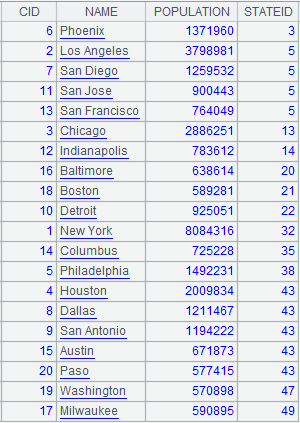 CID NAME POPULATION STATEID
6 Phoenix 1371960 3
2 Los Angeles 3798981 5
7 San Diego 1259532 5
11 San Jose 900443 5
13 San Francisco 764049 5
3 Chicago 2886251 13
12 Indianapolis 783612 14
16 Baltimore 638614 20
18 Boston 589281 21
10 Detroit 925051 22
1 New York 8084316 32
14 Columbus 725228 35
5 Philadelphia 1492231 38
4 Houston 2009834 43
8 Dallas 1211467 43
9 San Antonio 1194222 43
15 Austin 671873 43
20 Paso 577415 43
19 Washington 570898 47
17 Milwaukee 590895 49